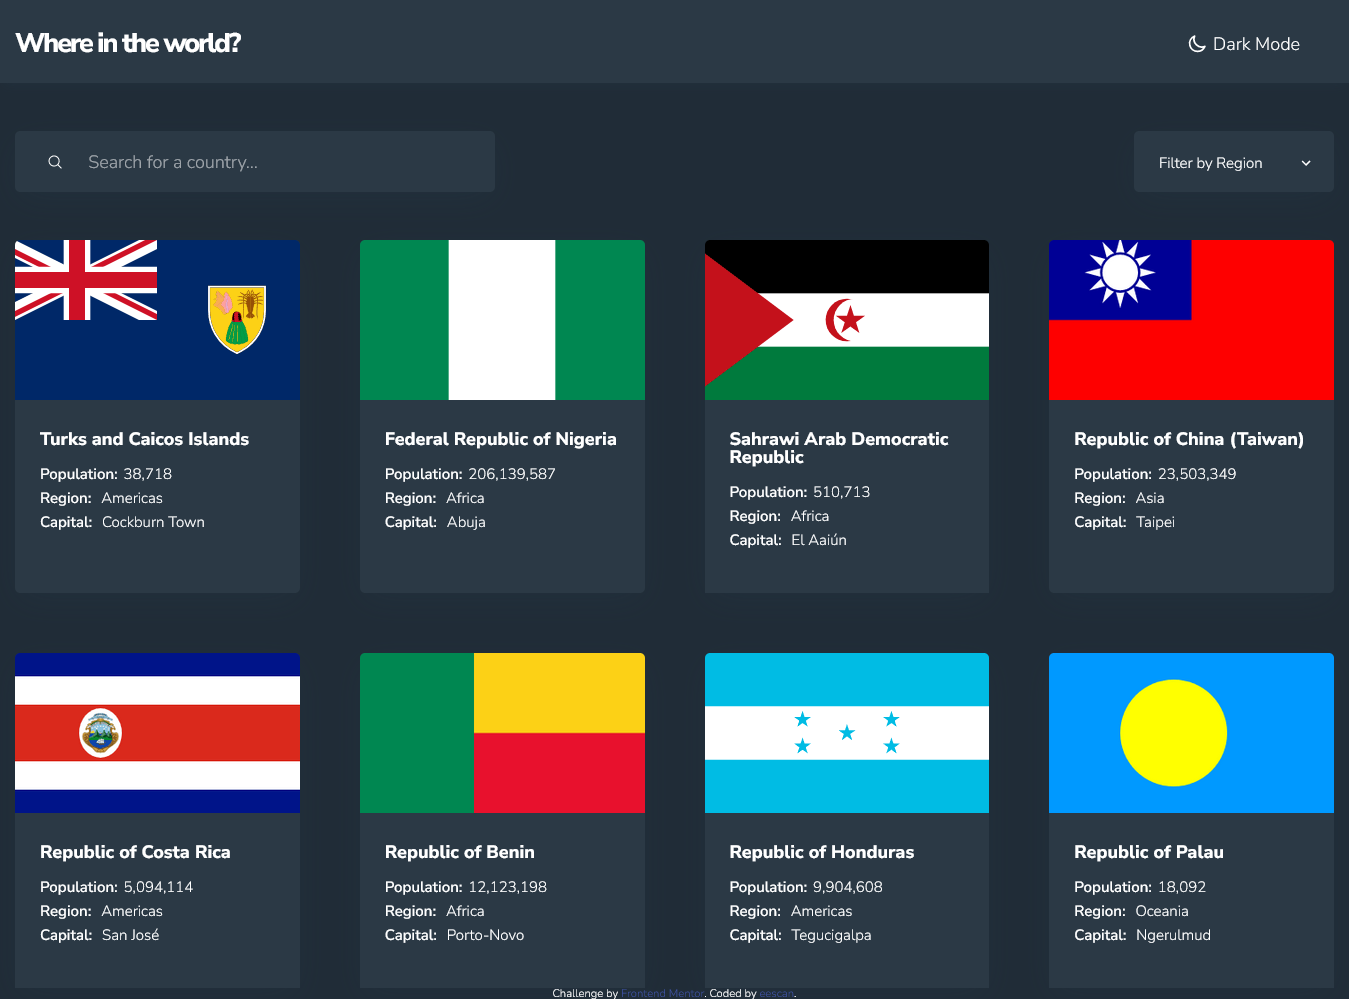 Where in the world?
Dark Mode
Search for a country...
Filter by Region
Turks and Caicos Islands
Population: 38,718
Region: Americas
Capital: Cockburn Town
Federal Republic of Nigeria
Population: 206,139,587
Region: Africa
Capital: Abuja
Sahrawi Arab Democratic
Republic
Population: 510,713
Region: Africa
Capital: El Aaiún
Republic of China (Taiwan)
Population: 23,503,349
Region: Asia
Capital: Taipei
Republic of Costa Rica
Population: 5,094,114
Region: Americas
Capital: San José
Republic of Benin
Population: 12,123,198
Region: Africa
Capital: Porto-Novo
Republic of Honduras
Population: 9,904,608
Region: Americas
Capital: Tegucigalpa
Republic of Palau
Population: 18,092
Region: Oceania
Capital: Ngerulmud
Challenge by Frontend Mentor. Coded by eescan.